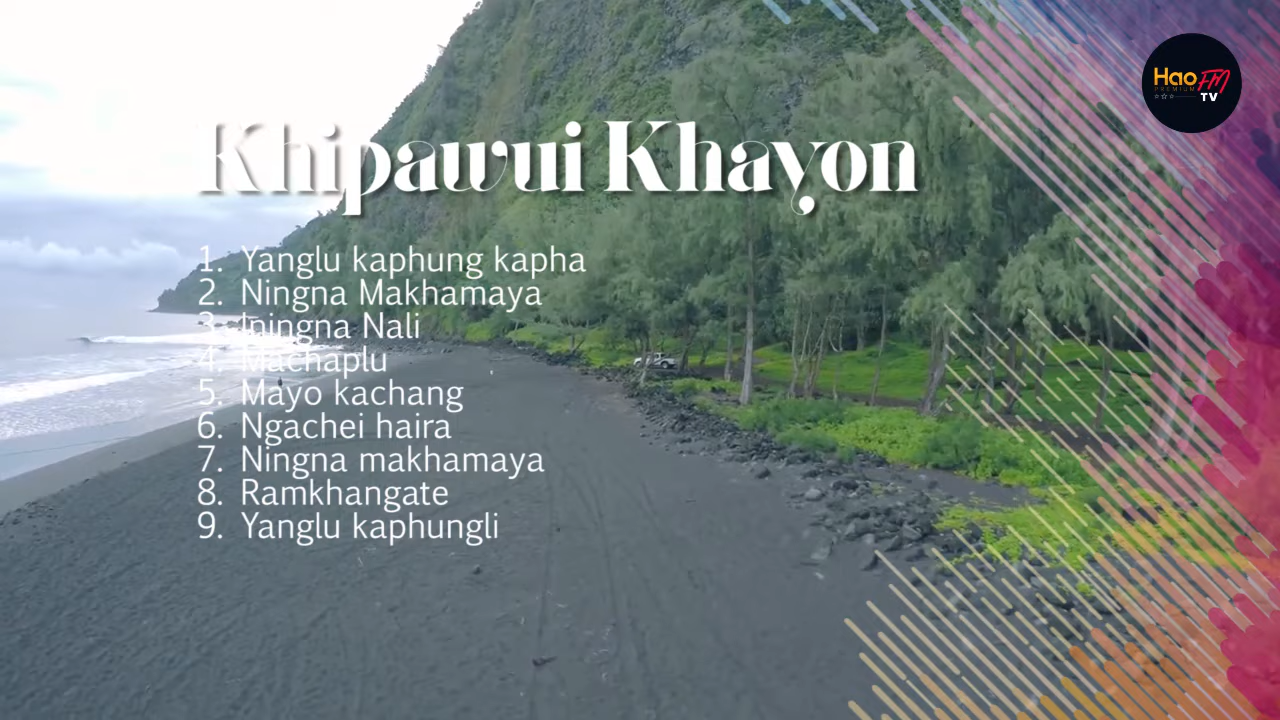 Hao FM
PREMIUM
TV
Khipawui Khayon
1. Yanglu kaphung kapha
2. Ningna Makhamaya
3. Iningna Nali
4. Machaplu
5. Mayo kachang
6. Ngachei haira
7. Ningna makhamaya
8. Ramkhangate
9. Yanglu kaphungli